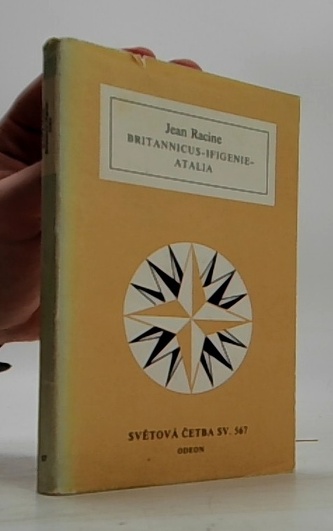 Jean Racine
BRITANNICUS-IFIGENIE-
ATALIA
SVĚTOVÁ ČETBA SV. 567
ODEON